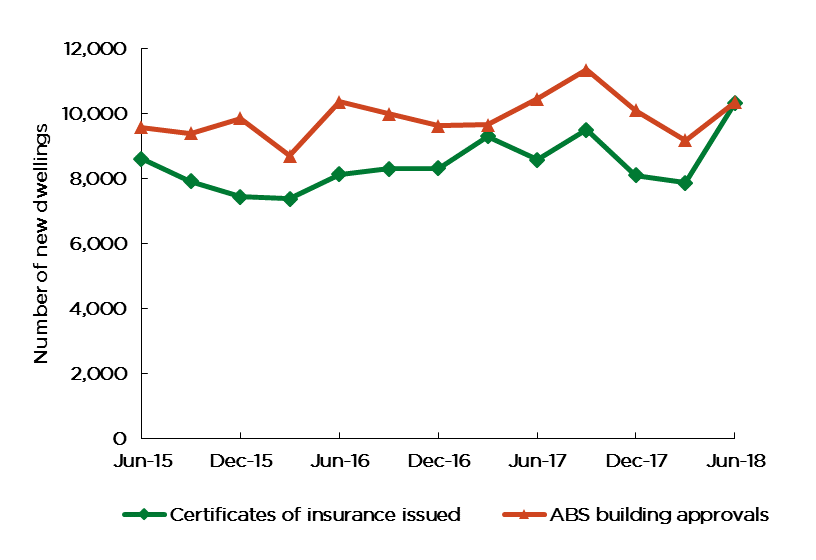 12,000
10,000
8,000
6,000
4,000
2,000
0
Number of new dwellings
Jun-15 Dec-15 Jun-16 Dec-16 Jun-17 Dec-17 Jun-18
Certificates of insurance issued ABS building approvals